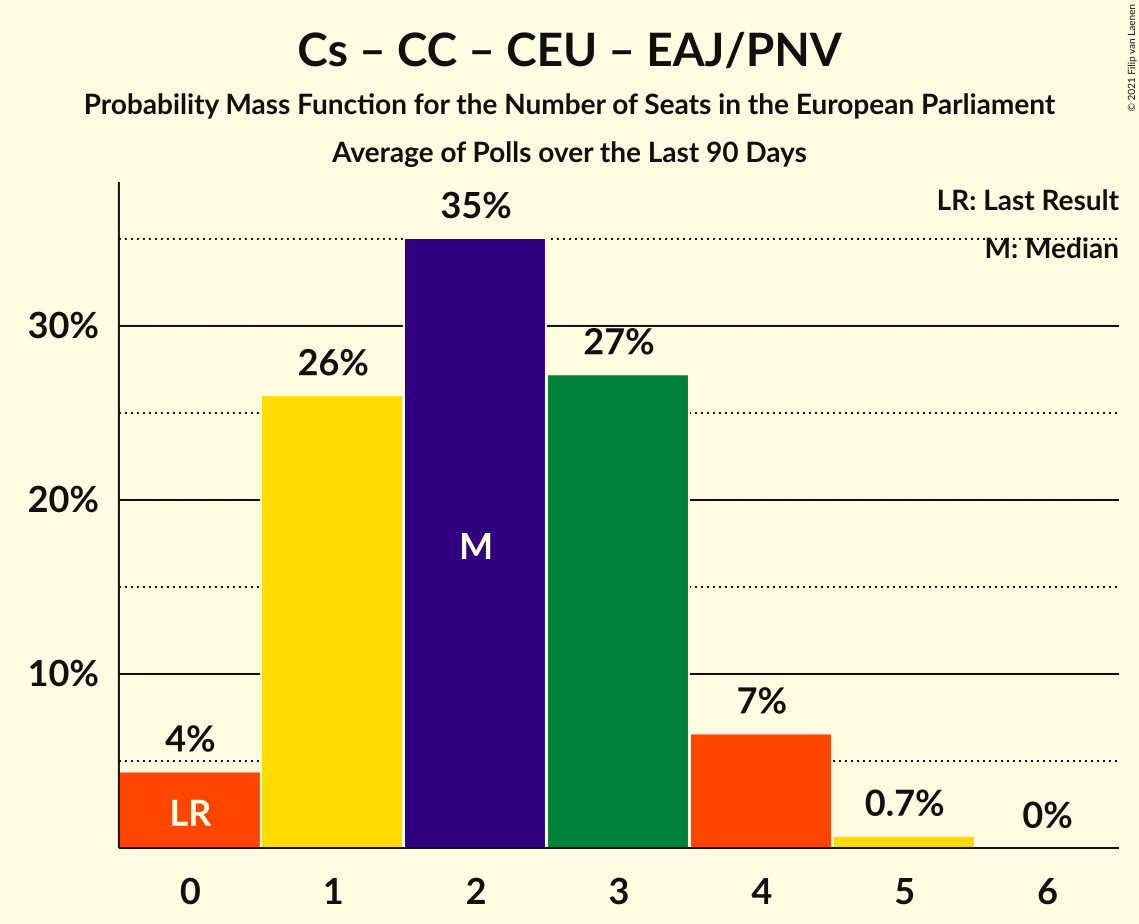 Cs – CC – CEU – EAJ/PNV
Probability Mass Function for the Number of Seats in the European Parliament
Average of Polls over the Last 90 Days
© 2021 Filip van Laenen
LR: Last Result
M: Median
35%
30%
27%
26%
20%
M
10%
7%
4%
LR
0.7%
0%
0 1 2 3 4 5 6